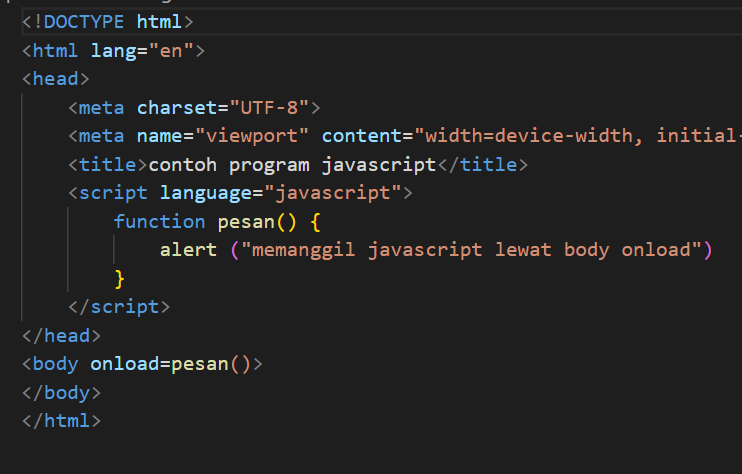 <!DOCTYPE html>
<html lang="en">
<head>
    <meta charset="UTF-8">
    <meta name="viewport" content="width=device-width, initial-
    <title>contoh program javascript</title>
    <script language="javascript">
        function pesan() {
            alert ("memanggil javascript lewat body onload")
        }
    </script>
</head>
<body onload=pesan()>
</body>
</html>